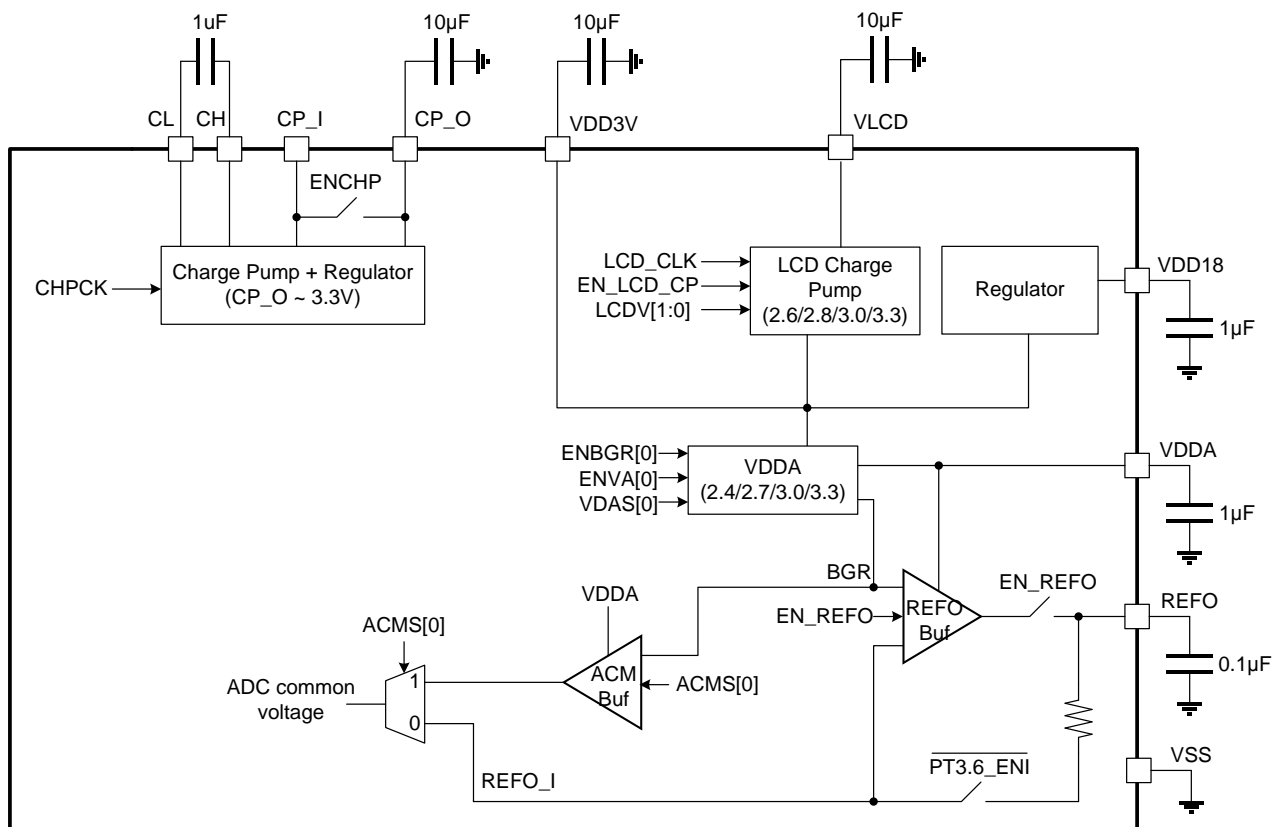 1uF
10µF
10µF
10µF
CL
CH
CP_I
CP_O
VDD3V
VLCD
ENCHP
CHPCK
Charge Pump + Regulator
(CP_O ~ 3.3V)
LCD_CLK
EN_LCD_CP
LCDV[1:0]
LCD Charge
Pump
(2.6/2.8/3.0/3.3)
Regulator
VDD18
1µF
ENBGR[0]
ENVA[0]
VDAS[0]
VDDA
(2.4/2.7/3.0/3.3)
VDDA
1µF
BGR
EN_REFO
REFO
Buf
EN_REFO
REFO
0.1µF
VDDA
ACMS[0]
ACM
Buf
ACMS[0]
ADC common
voltage
1
0
REFO_I
PT3.6_ENI
VSS